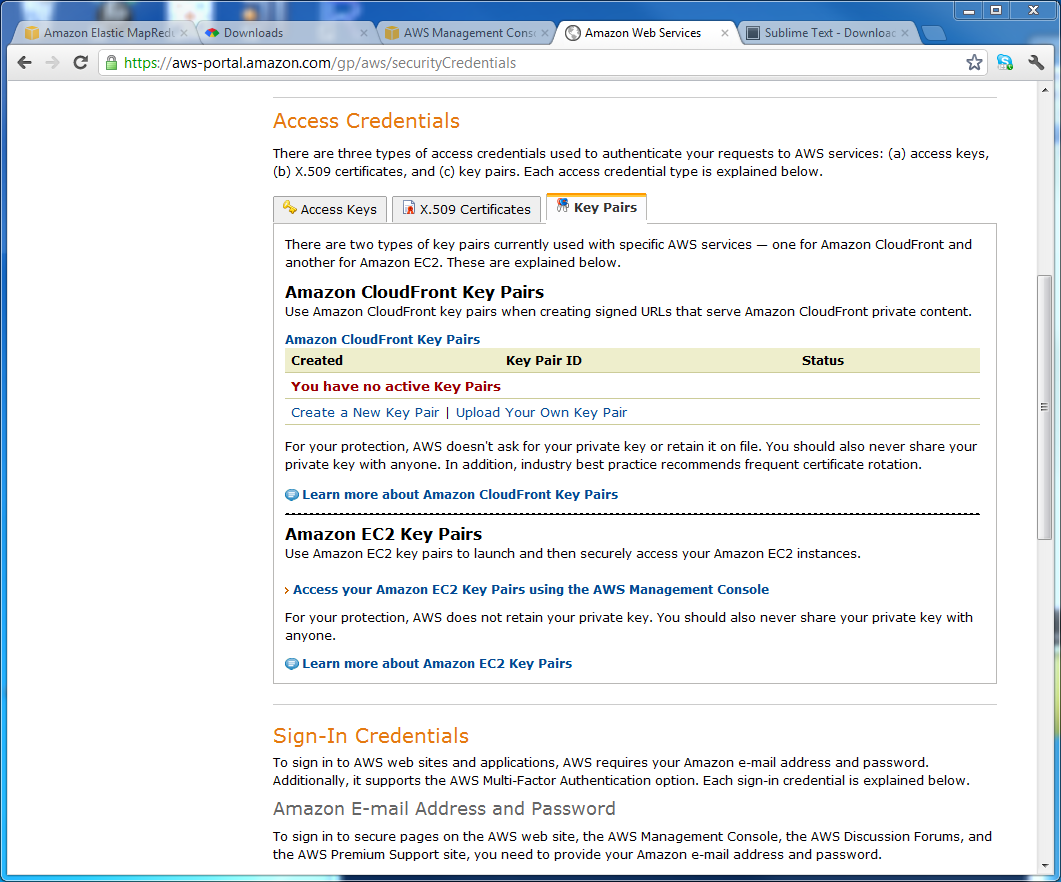 Amazon Elastic MapRedu
Downloads
AWS Management Conso
Amazon Web Services
Sublime Text - Download
https://aws-portal.amazon.com/gp/aws/securityCredentials
Access Credentials
There are three types of access credentials used to authenticate your requests to AWS services: (a) access keys,
(b) X.509 certificates, and (c) key pairs. Each access credential type is explained below.
Access Keys
X.509 Certificates
Key Pairs
There are two types of key pairs currently used with specific AWS services — one for Amazon CloudFront and
another for Amazon EC2. These are explained below.
Amazon CloudFront Key Pairs
Use Amazon CloudFront key pairs when creating signed URLs that serve Amazon CloudFront private content.
Amazon CloudFront Key Pairs
Created Key Pair ID Status
You have no active Key Pairs
Create a New Key Pair | Upload Your Own Key Pair
For your protection, AWS doesn't ask for your private key or retain it on file. You should also never share your
private key with anyone. In addition, industry best practice recommends frequent certificate rotation.
Learn more about Amazon CloudFront Key Pairs
Amazon EC2 Key Pairs
Use Amazon EC2 key pairs to launch and then securely access your Amazon EC2 instances.
› Access your Amazon EC2 Key Pairs using the AWS Management Console
For your protection, AWS does not retain your private key. You should also never share your private key with
anyone.
Learn more about Amazon EC2 Key Pairs
Sign-In Credentials
To sign in to AWS web sites and applications, AWS requires your Amazon e-mail address and password.
Additionally, it supports the AWS Multi-Factor Authentication option. Each sign-in credential is explained below.
Amazon E-mail Address and Password
To sign in to secure pages on the AWS web site, the AWS Management Console, the AWS Discussion Forums, and
the AWS Premium Support site, you need to provide your Amazon e-mail address and password.